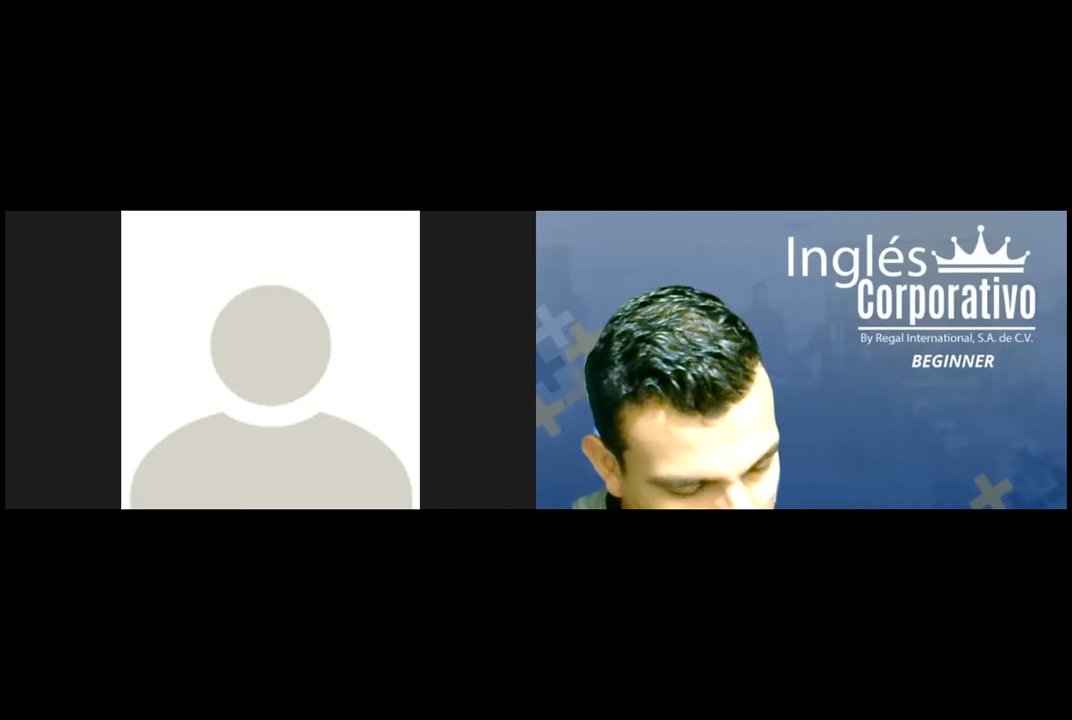 Inglés
Corporativo
By Regal International, S.A. de C.V.
BEGINNER